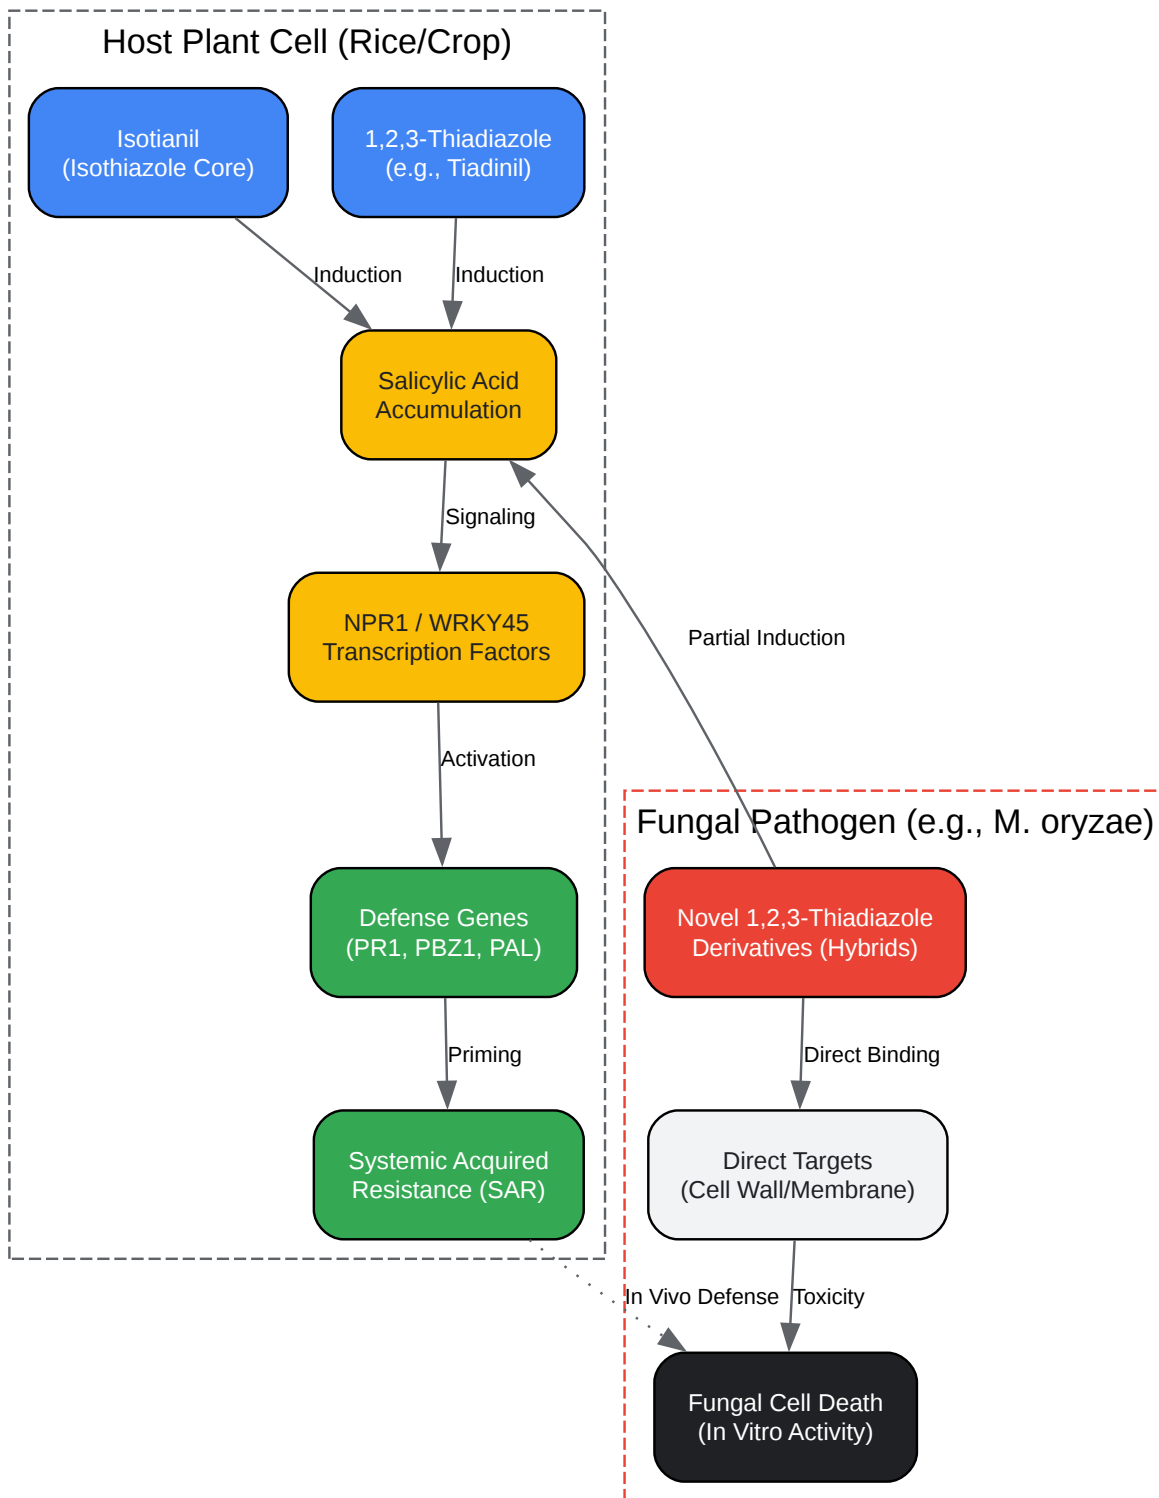 Host Plant Cell (Rice/Crop)
Isotianil
(Isothiazole Core)
1,2,3-Thiadiazole
(e.g., Tiadinil)
Induction
Induction
Salicylic Acid
Accumulation
Signaling
NPR1 / WRKY45
Transcription Factors
Partial Induction
Activation
Fungal Pathogen (e.g., M. oryzae)
Defense Genes
(PR1, PBZ1, PAL)
Novel 1,2,3-Thiadiazole
Derivatives (Hybrids)
Priming
Direct Binding
Systemic Acquired
Resistance (SAR)
Direct Targets
(Cell Wall/Membrane)
In Vivo Defense
Toxicity
Fungal Cell Death
(In Vitro Activity)